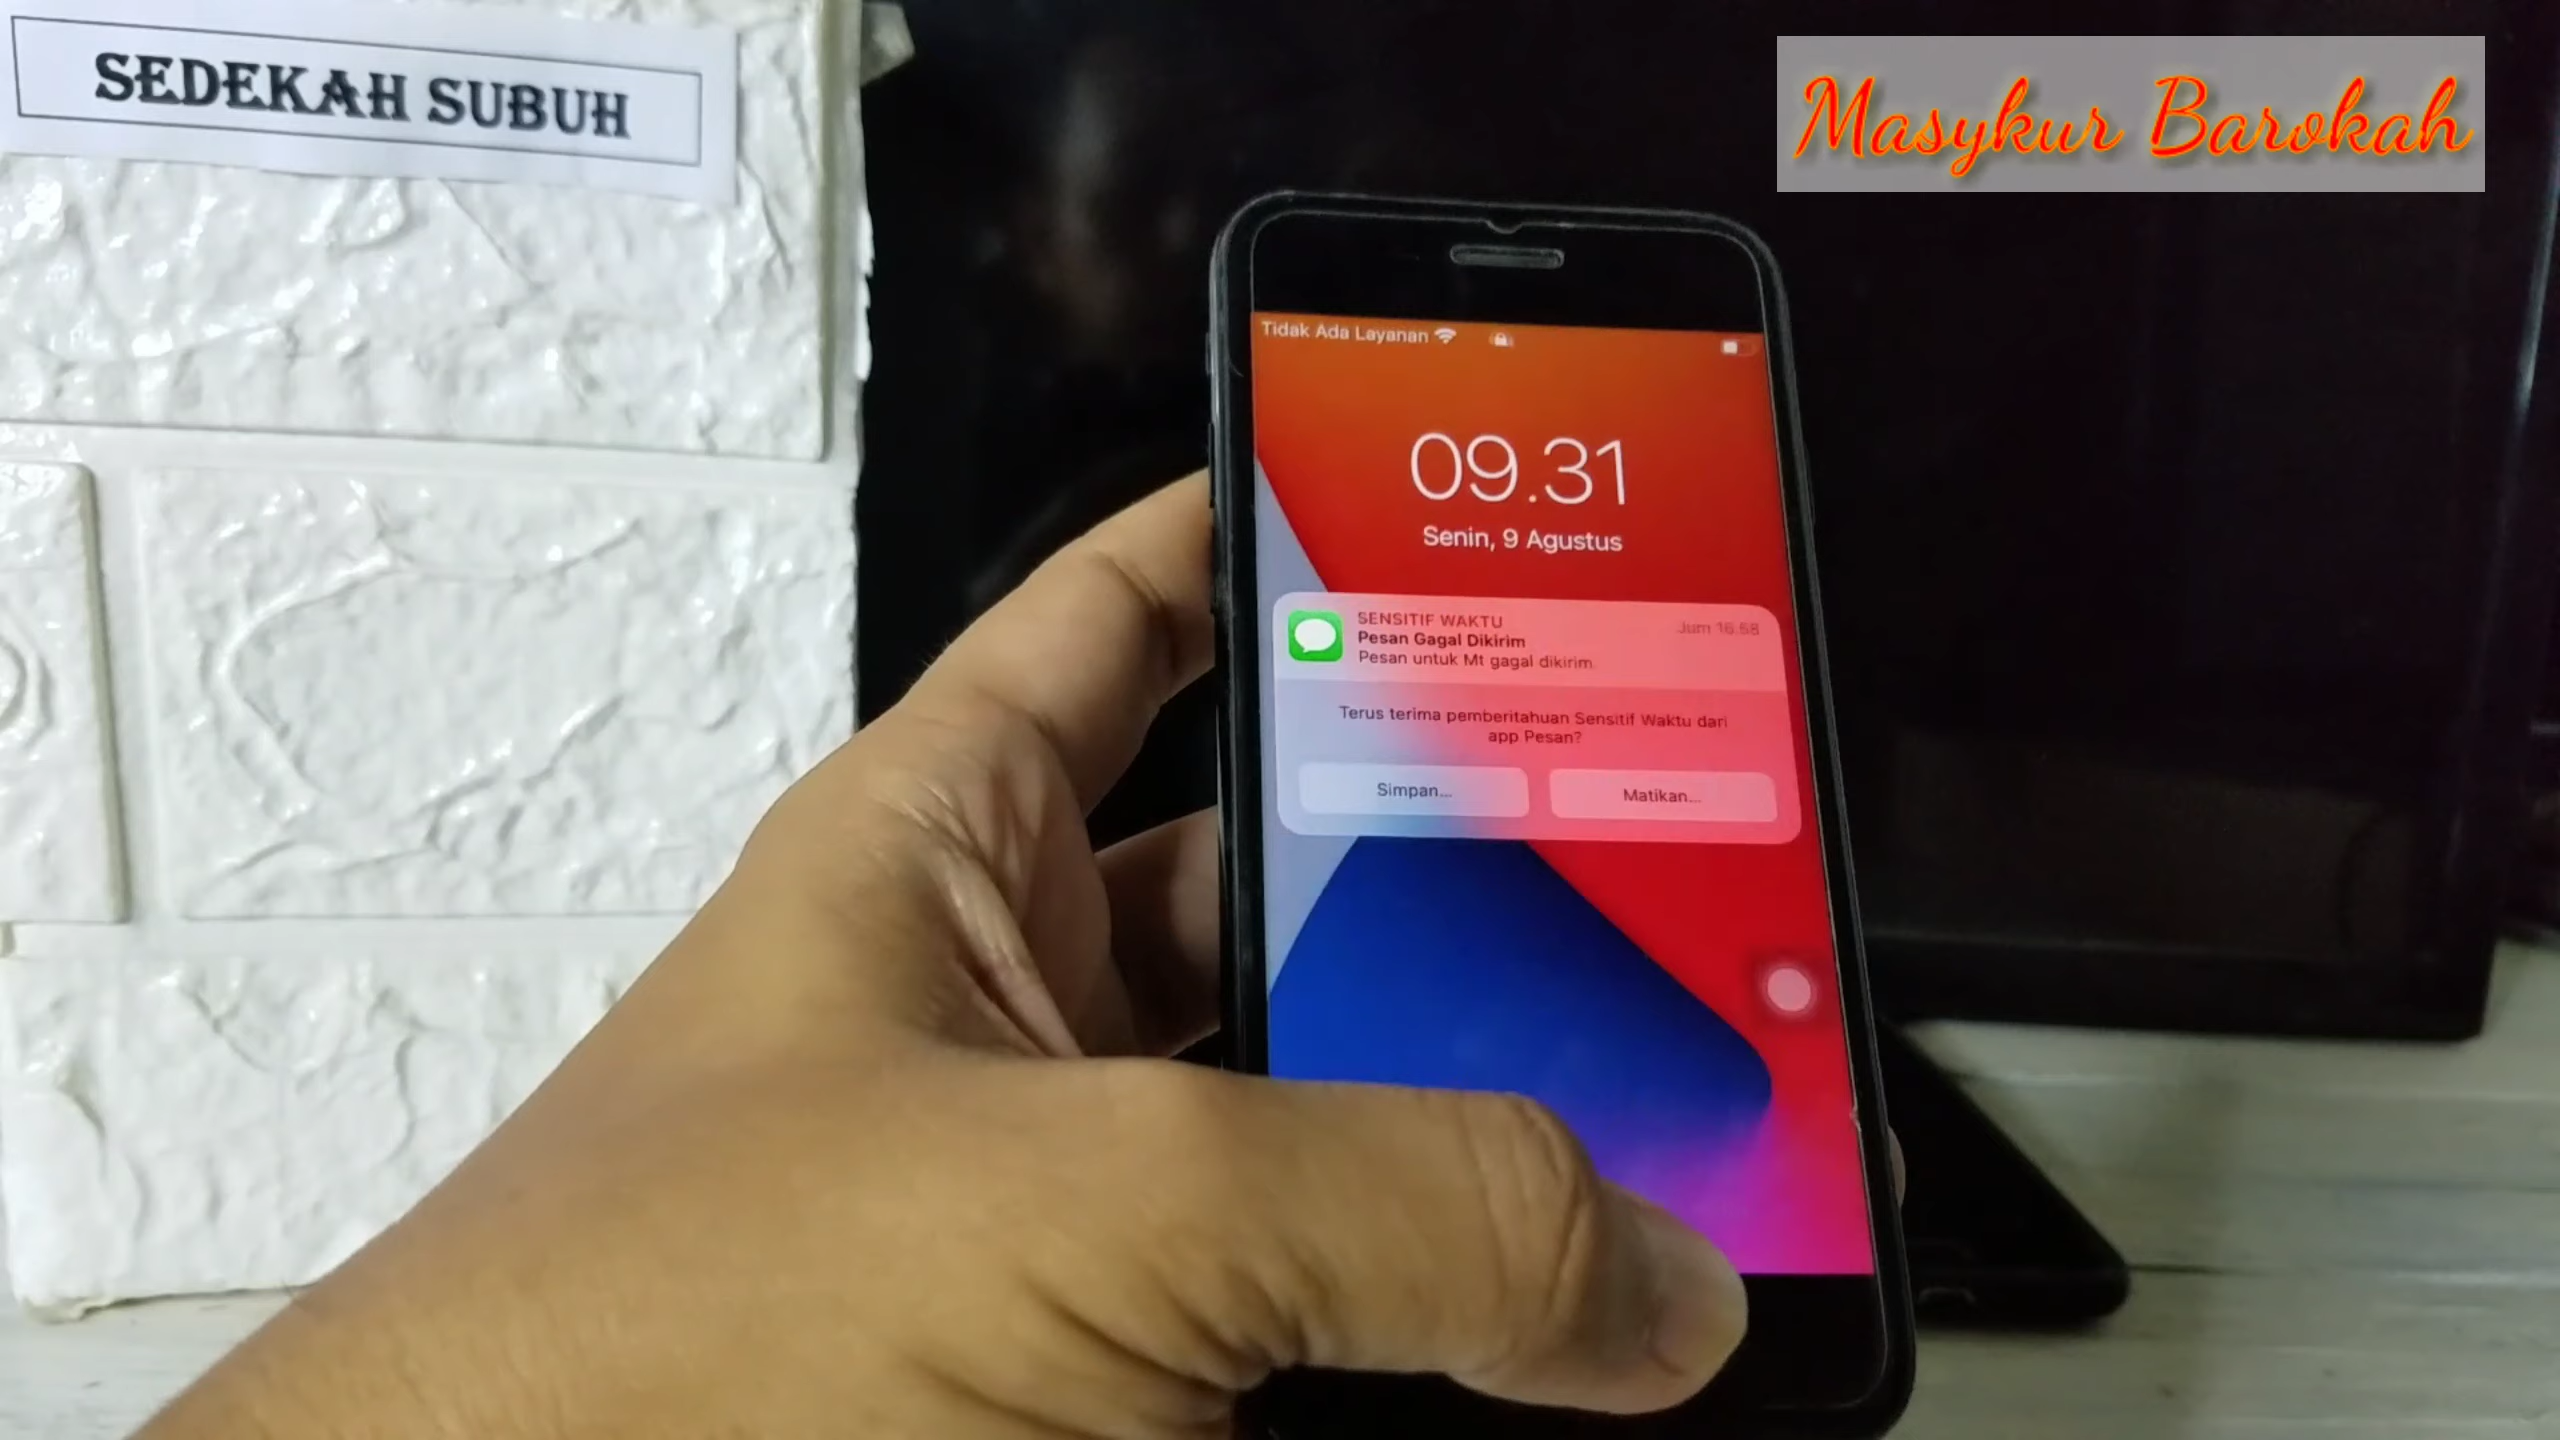 SEDEKAH SUBUH
Masykur Barokah
Tidak Ada Layanan
09.31
Senin, 9 Agustus
SENSITIF WAKTU
Jum 16.58
Pesan Gagal Dikirim
Pesan untuk Mt gagal dikirim.
Terus terima pemberitahuan Sensitif Waktu dari
app Pesan?
Simpan...
Matikan...